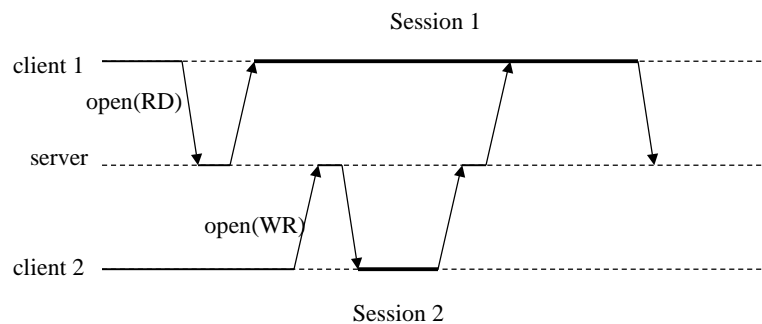 Session 1
client 1
open(RD)
server
open(WR)
client 2
Session 2